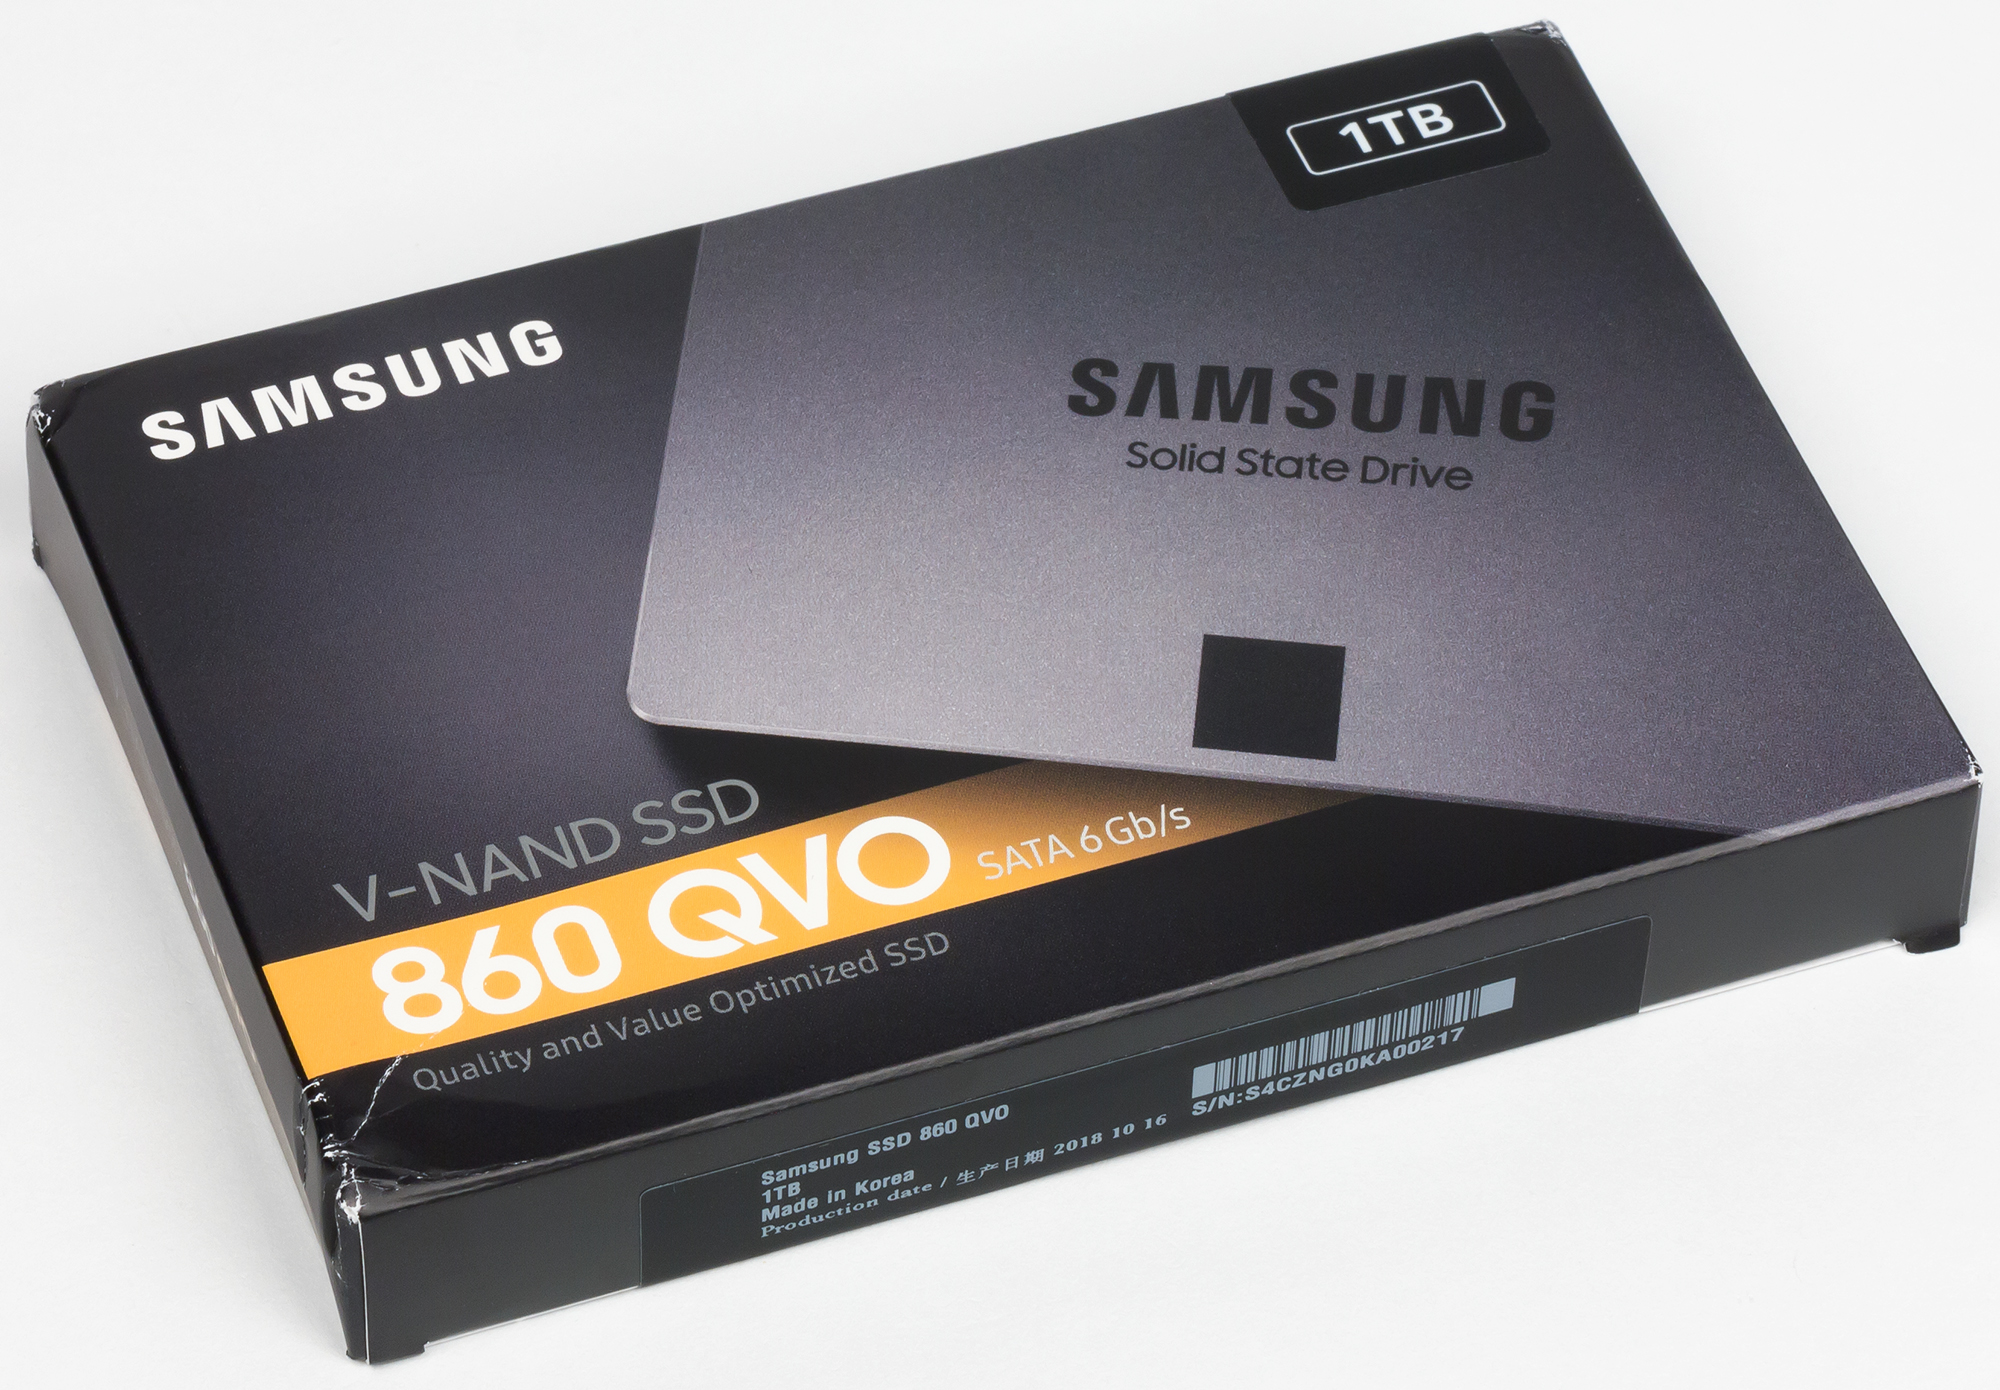 1TB
SAMSUNG
SAMSUNG
Solid State Drive
V-NAND SSD
860 QVO SATA 6Gb/s
Quality and Value Optimized SSD
Samsung SSD 860 QVO
1TB
Made in Korea
Production date / 生产日期 2018 10 16
S/N:S4CZNG0KA00217